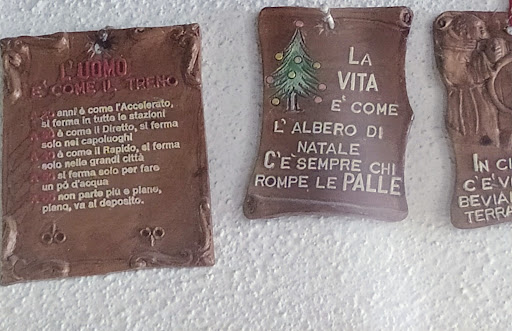 L'UOMO
E' COME IL TRENO
anni é come l'Accelerato,
si ferma in tutte le stazioni
é come il Diretto, si ferma
solo nei capoluoghi
é come il Rapido, si ferma
solo nelle grandi città
si ferma solo per fare
un pó d'acqua
non parte più e piano,
piano, va al deposito.
LA
VITA
E' COME
L'ALBERO DI
NATALE
C'E' SEMPRE CHI
ROMPE LE PALLE
IN CI
C'E' V
BEVIA
TERRA